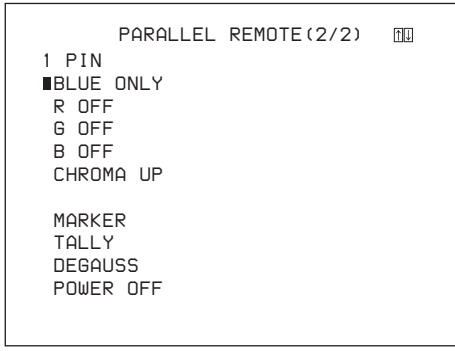 PARALLEL REMOTE(2/2) ↑↓
1 PIN
■BLUE ONLY
R OFF
G OFF
B OFF
CHROMA UP
MARKER
TALLY
DEGAUSS
POWER OFF